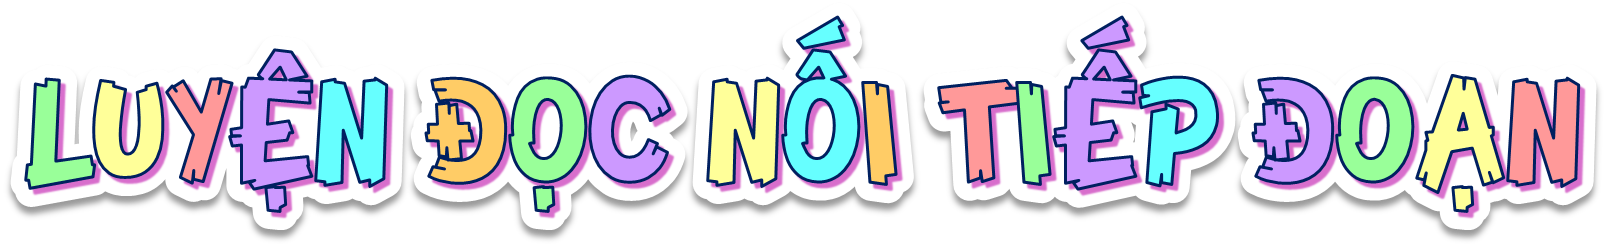 LUYỆN ĐỌC NỐI TIẾP ĐOẠN